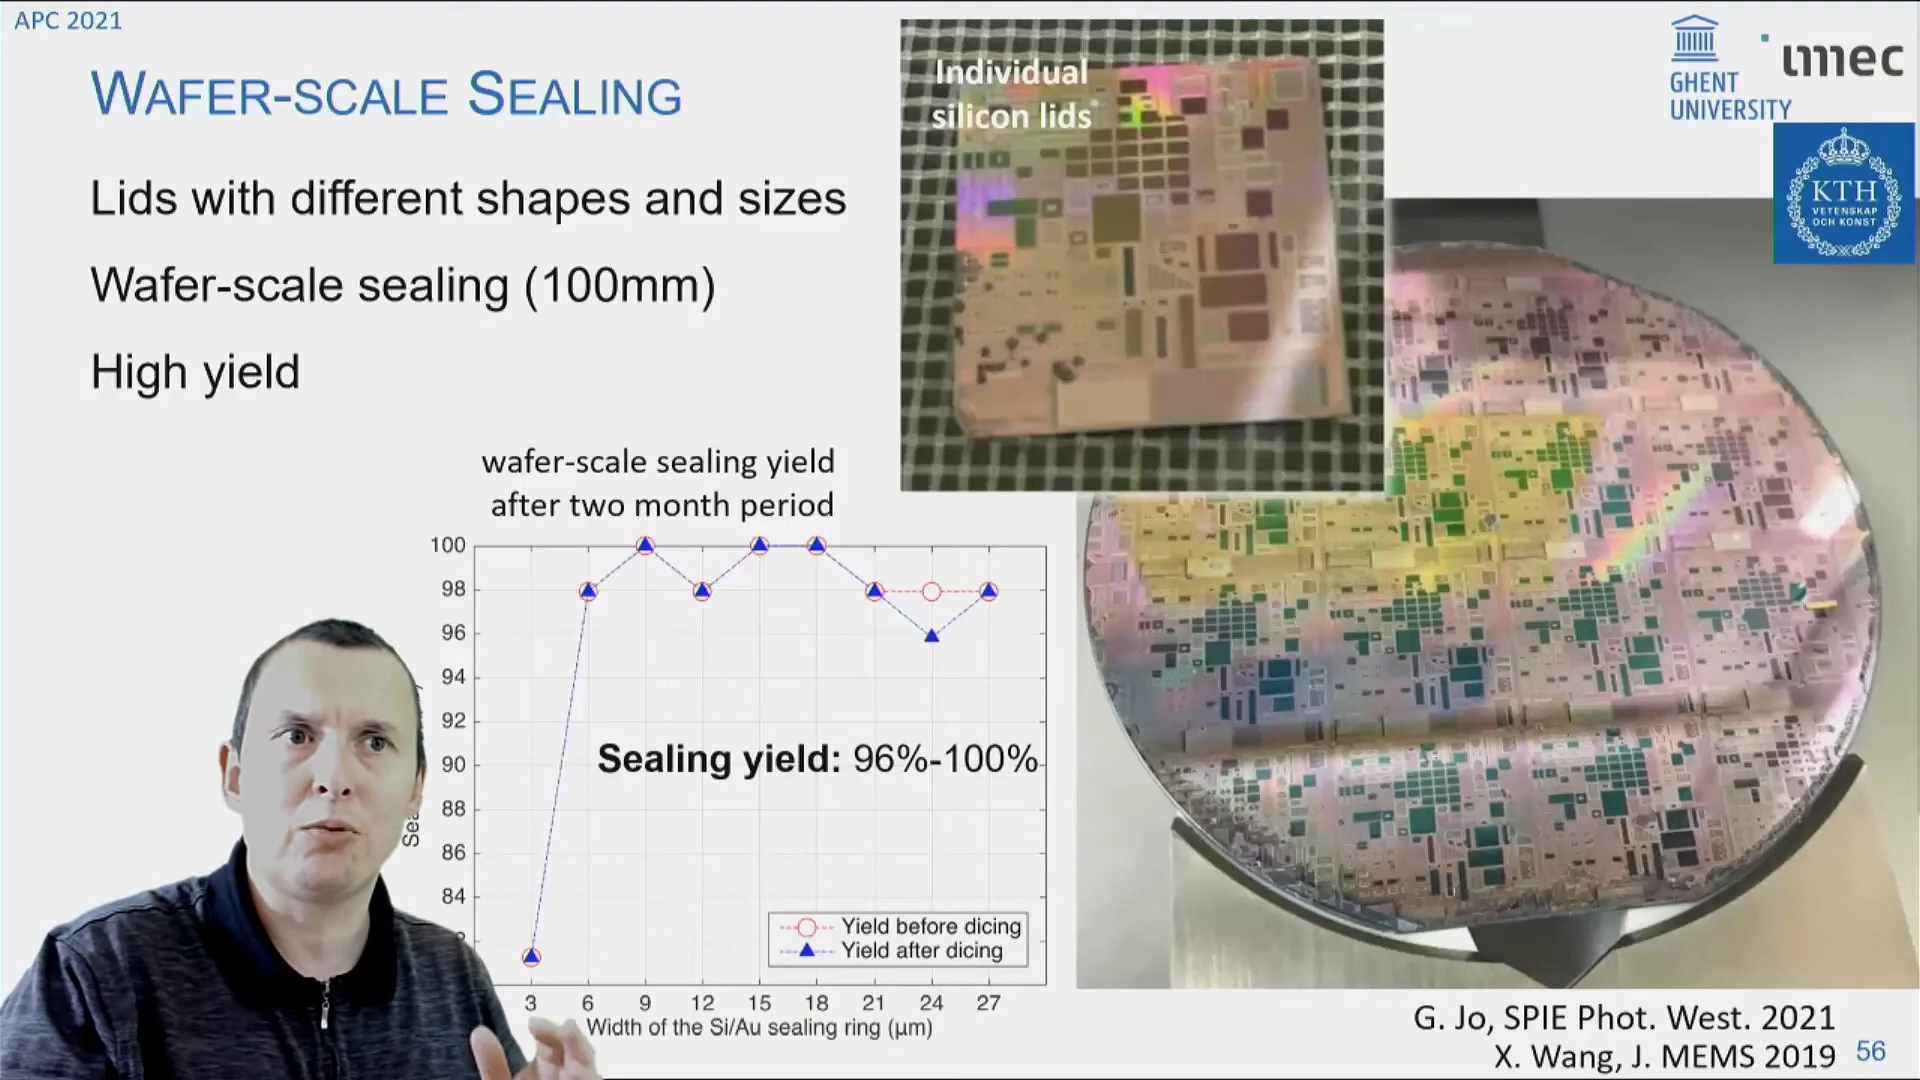 APC 2021
WAFER-SCALE SEALING
Lids with different shapes and sizes
Wafer-scale sealing (100mm)
High yield
Individual
silicon lids
GHENT
UNIVERSITY
imec
KTH
VETENSKAP
OCH KONST
wafer-scale sealing yield
after two month period
100
98
96
94
92
90
88
86
84
Sealing yield: 96%-100%
Yield before dicing
Yield after dicing
3 6 9 12 15 18 21 24 27
Width of the Si/Au sealing ring (μm)
G. Jo, SPIE Phot. West. 2021
X. Wang, J. MEMS 2019
56